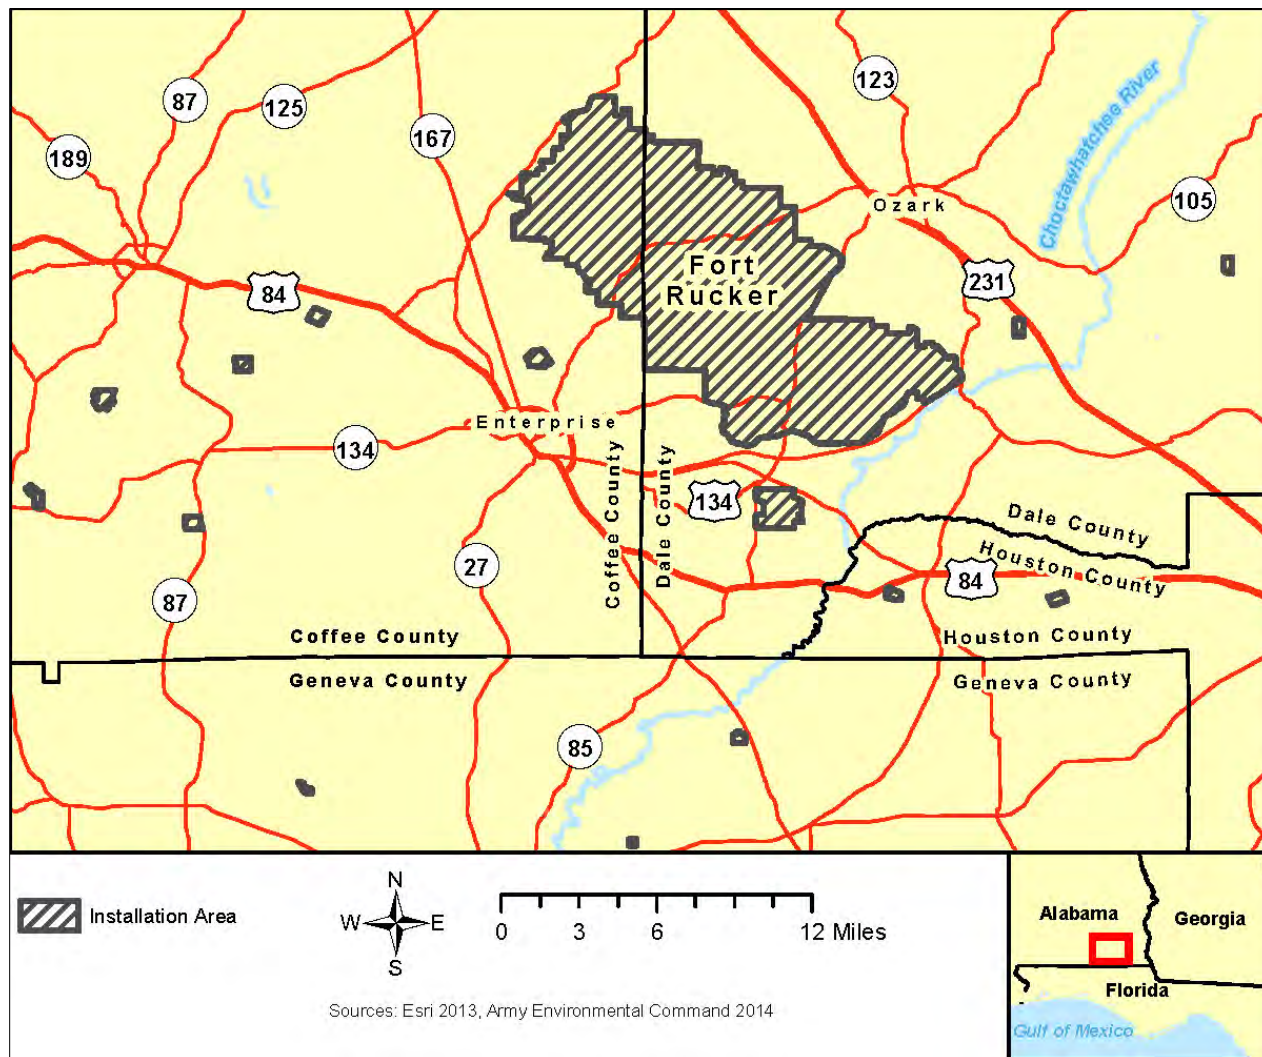 87
125
167
123
189
105
Choctawhatchee River
Ozark
Fort
Rucker
231
84
Enterprise
134
134
Coffee County
Dale County
Dale County
Houston County
27
84
87
Coffee County
Houston County
Geneva County
Geneva County
85
Installation Area
N
W E
S
0 3 6 12 Miles
Sources: Esri 2013, Army Environmental Command 2014
Alabama
Georgia
Florida
Gulf of Mexico